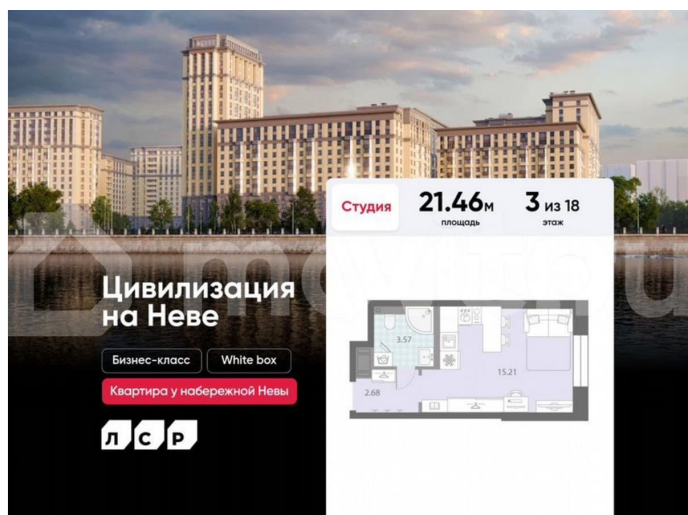 Студия
21.46м
площадь
3 из 18
этаж
Цивилизация
на Неве
Бизнес-класс
White box
Квартира у набережной Невы
ЛСР
3.57
15.21
2.68